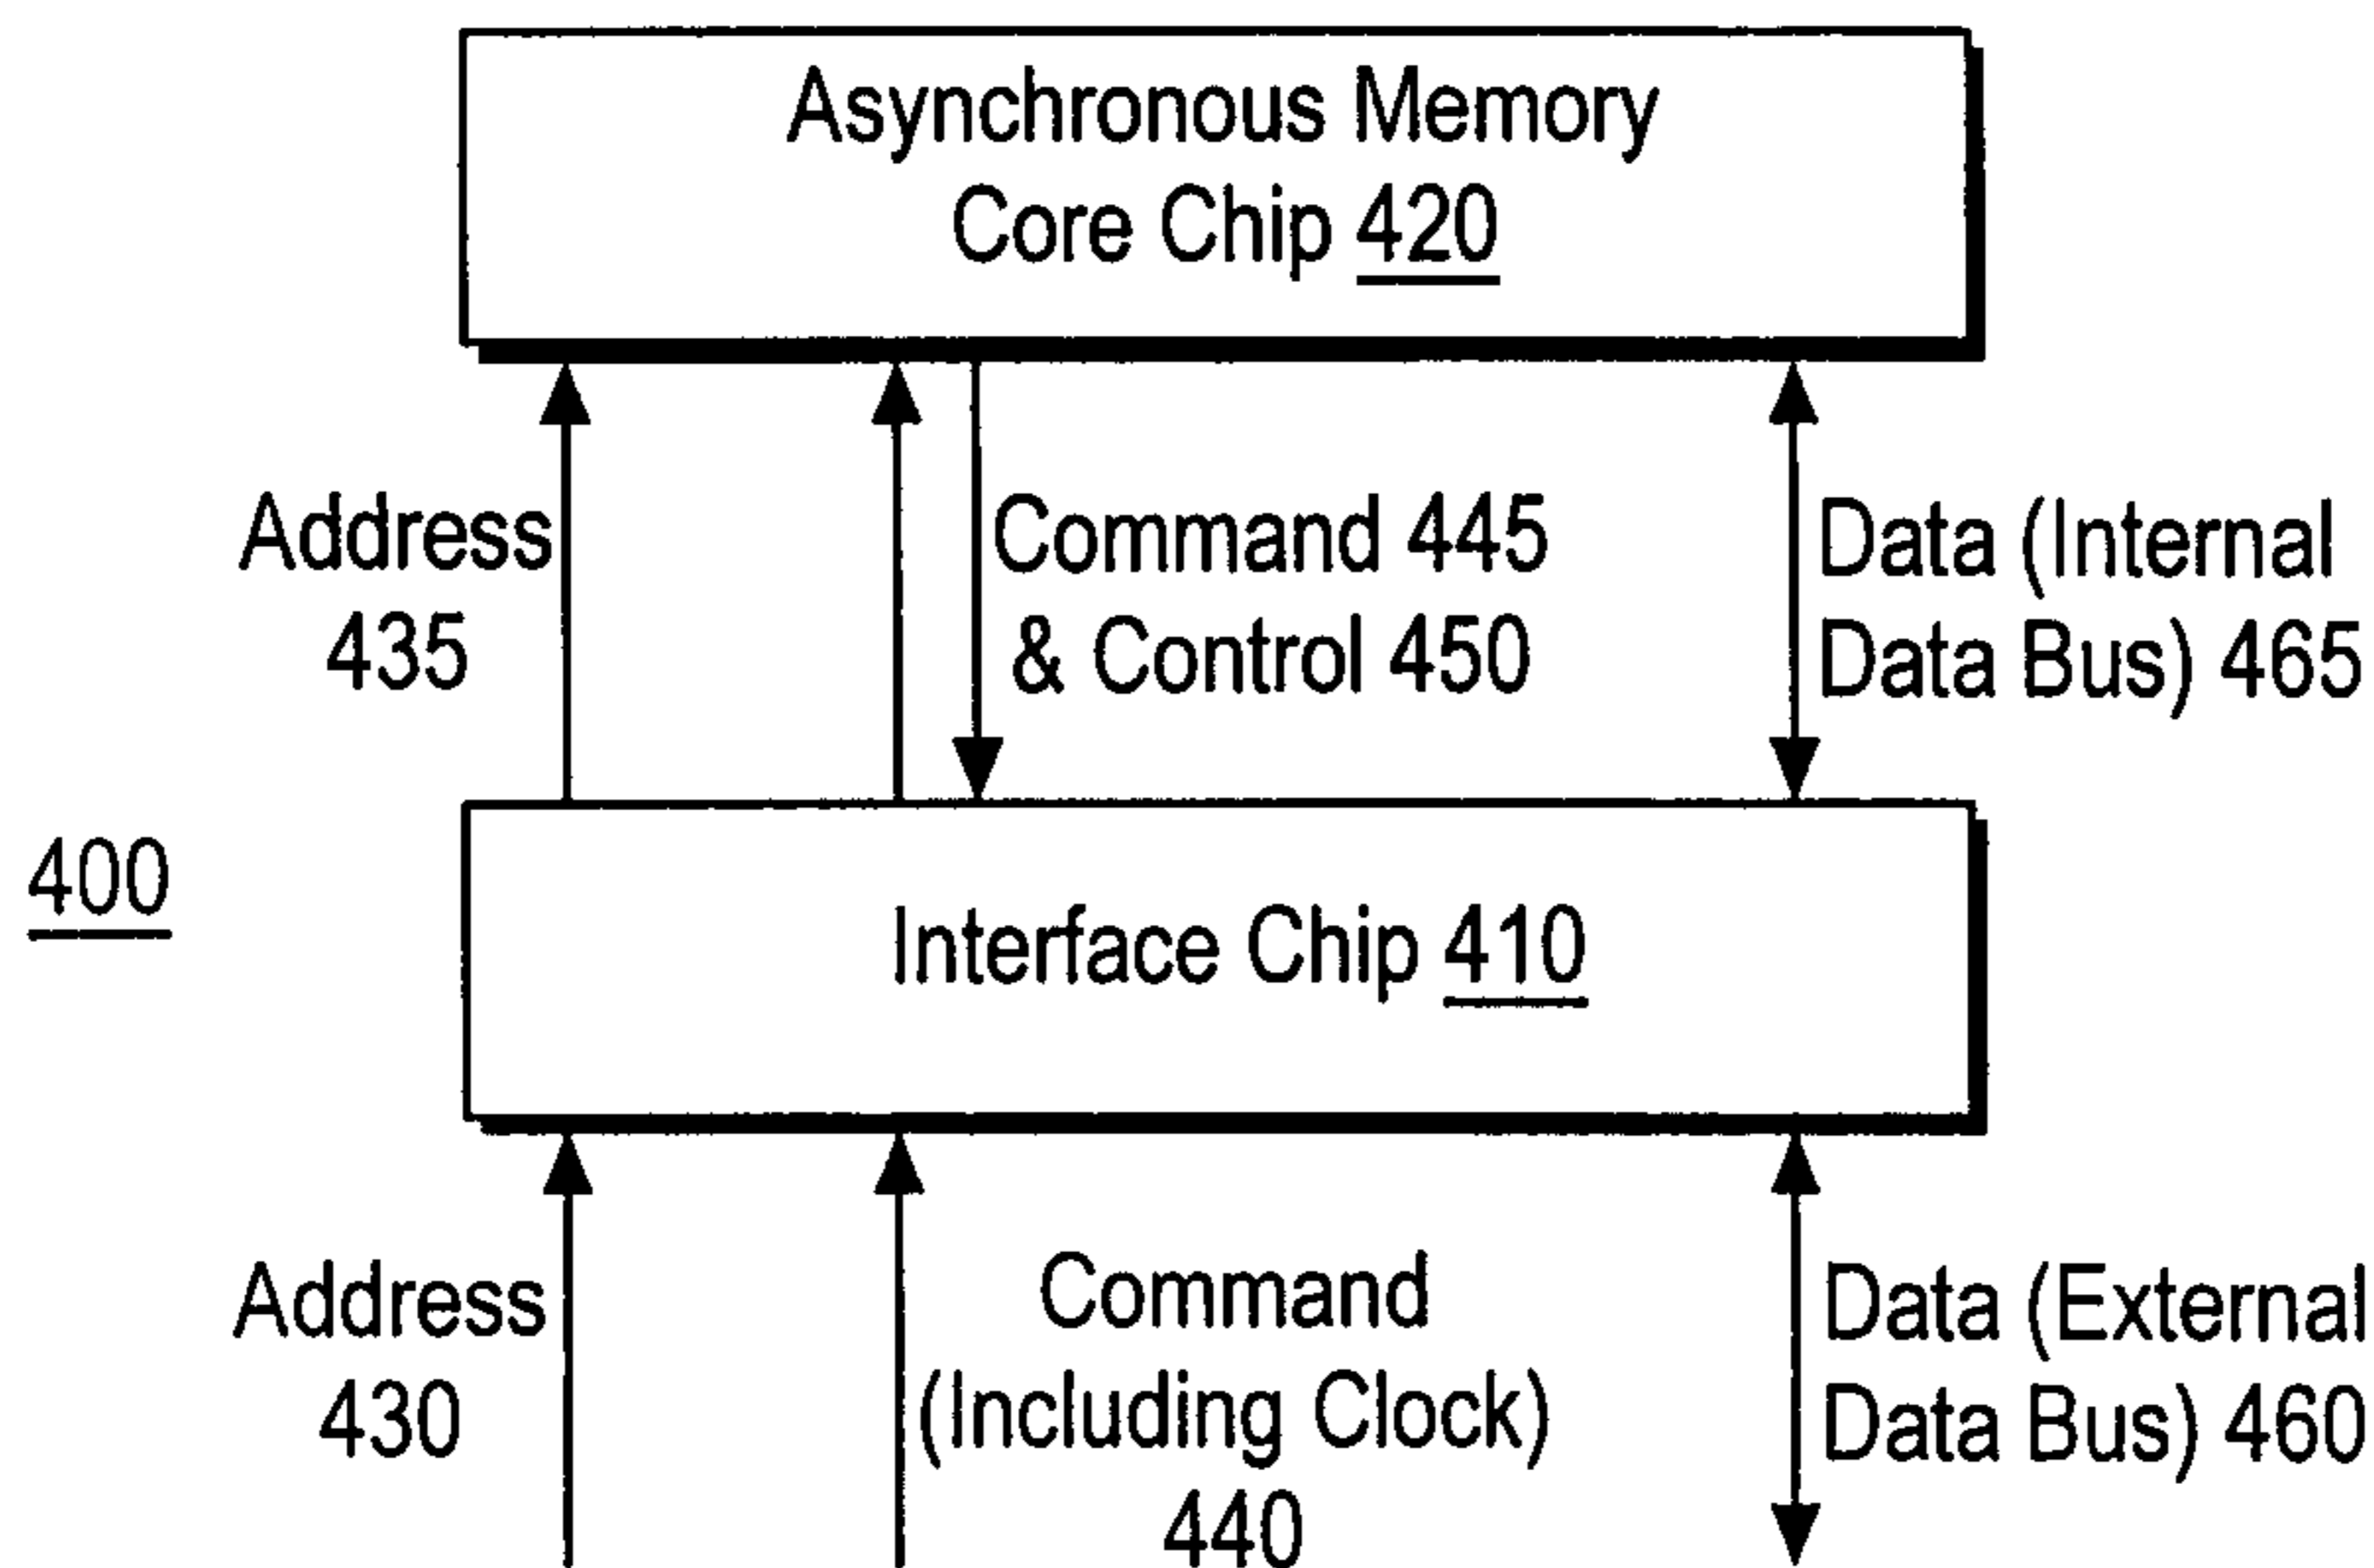 Asynchronous Memory
Core Chip 420
Address
435
Command 445
& Control 450
Data (Internal
Data Bus) 465
400
Interface Chip 410
Address
430
Command
(Including Clock)
440
Data (External
Data Bus) 460